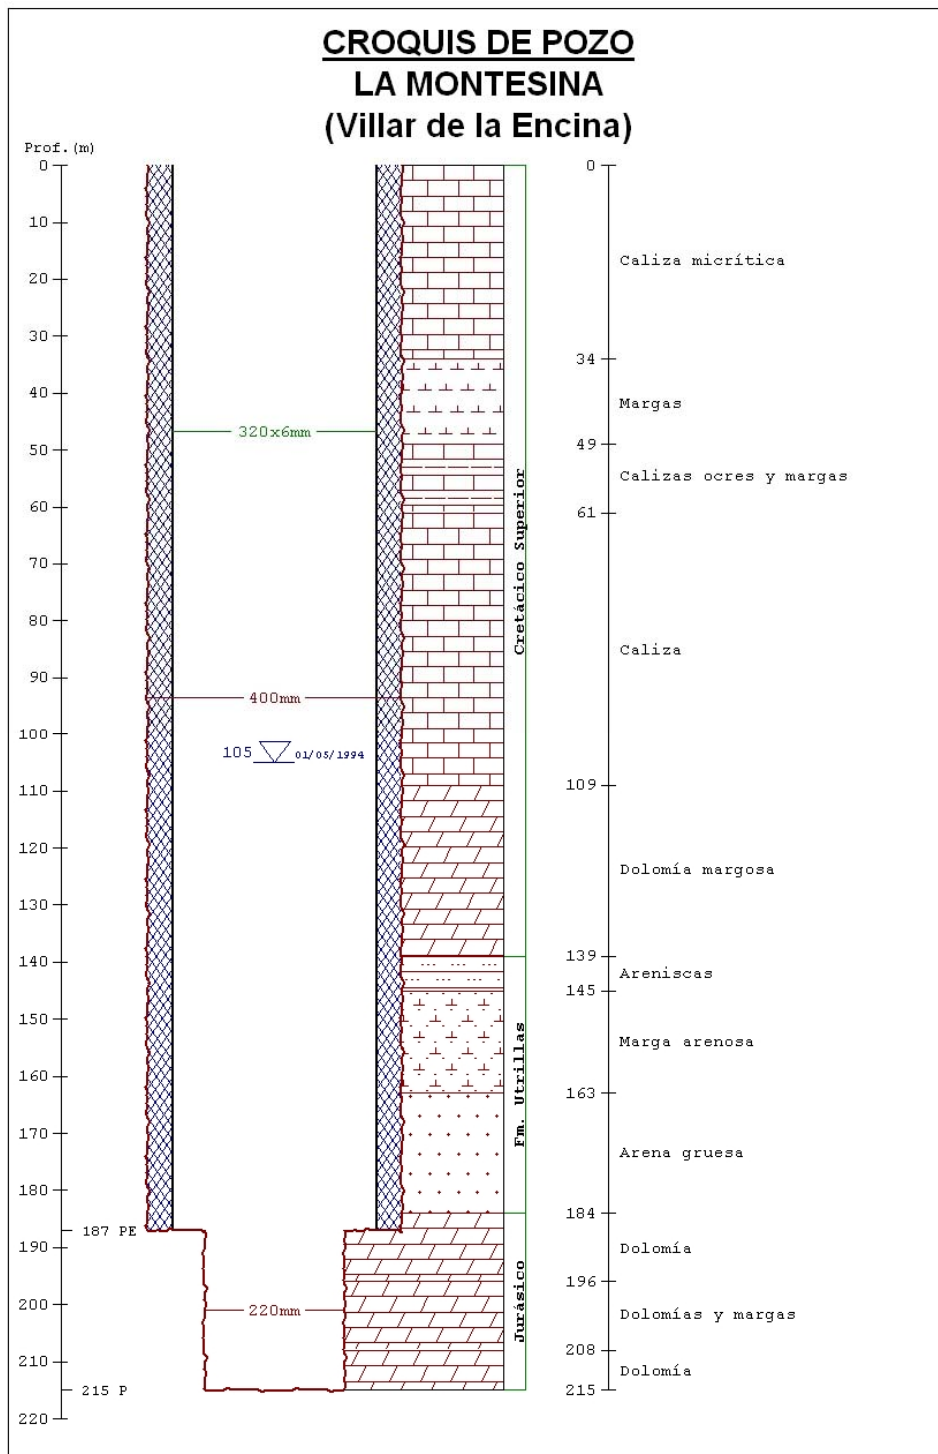 CROQUIS DE POZO
LA MONTESINA
(Villar de la Encina)
Prof.(m)
0
10
20
30
40
50
60
70
80
90
100
110
120
130
140
150
160
170
180
187 PE
190
200
210
215 P
220
320x6mm
400mm
105 01/05/1994
220mm
Cretácico Superior
Fm. Utrillas
Jurásico
0
Caliza micrítica
34
Margas
49
Calizas ocres y margas
61
Caliza
109
Dolomía margosa
139
Areniscas
145
Marga arenosa
163
Arena gruesa
184
Dolomía
196
Dolomías y margas
208
Dolomía
215